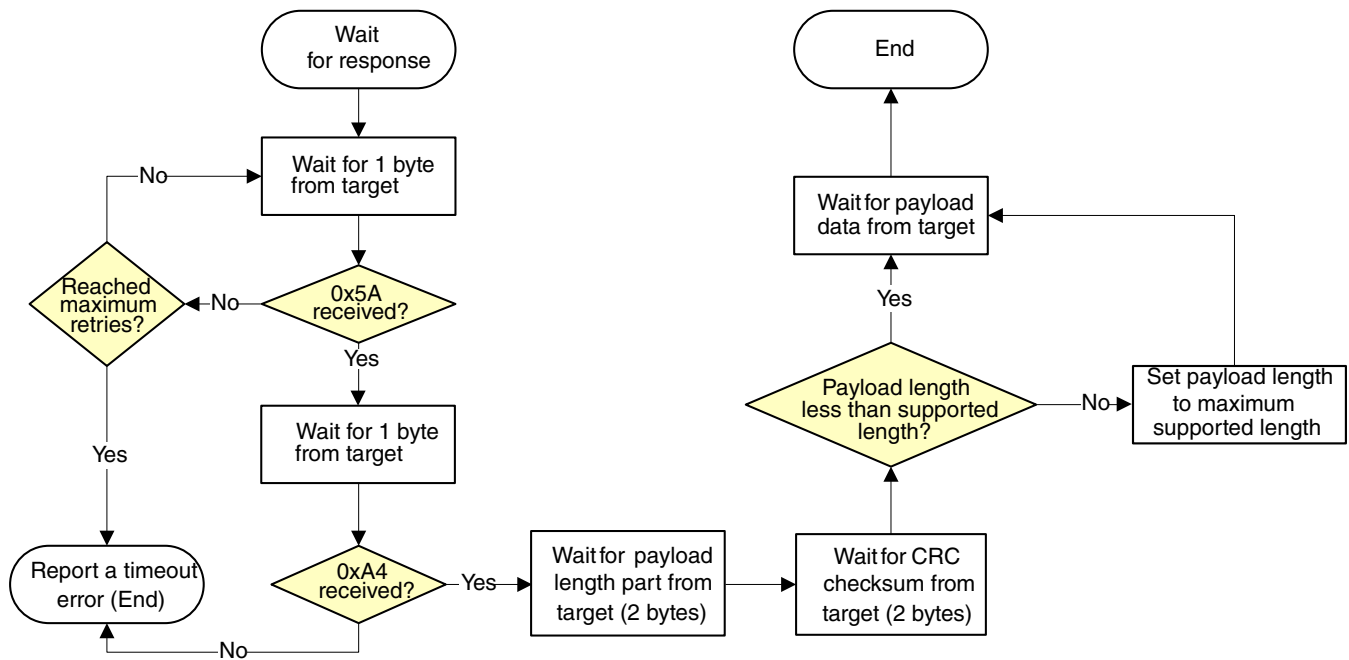 Wait
for response
Wait for 1 byte
from target
No
Reached
maximum
retries?
No
0x5A
received?
Yes
Wait for 1 byte
from target
Yes
Report a timeout
error (End)
0xA4
received?
No
Yes
Wait for payload
length part from
target (2 bytes)
Wait for CRC
checksum from
target (2 bytes)
Payload length
less than supported
length?
No
Set payload length
to maximum
supported length
Yes
Wait for payload
data from target
End